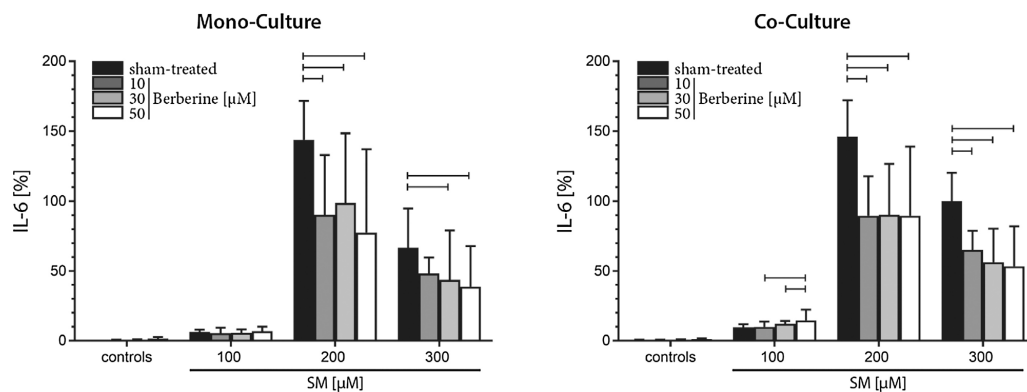 Mono-Culture
IL-6 [%]
200
150
100
50
0
sham-treated
10
30 Berberine [µM]
50
controls 100 200 300
SM [µM]
Co-Culture
IL-6 [%]
200
150
100
50
0
sham-treated
10
30 Berberine [µM]
50
controls 100 200 300
SM [µM]